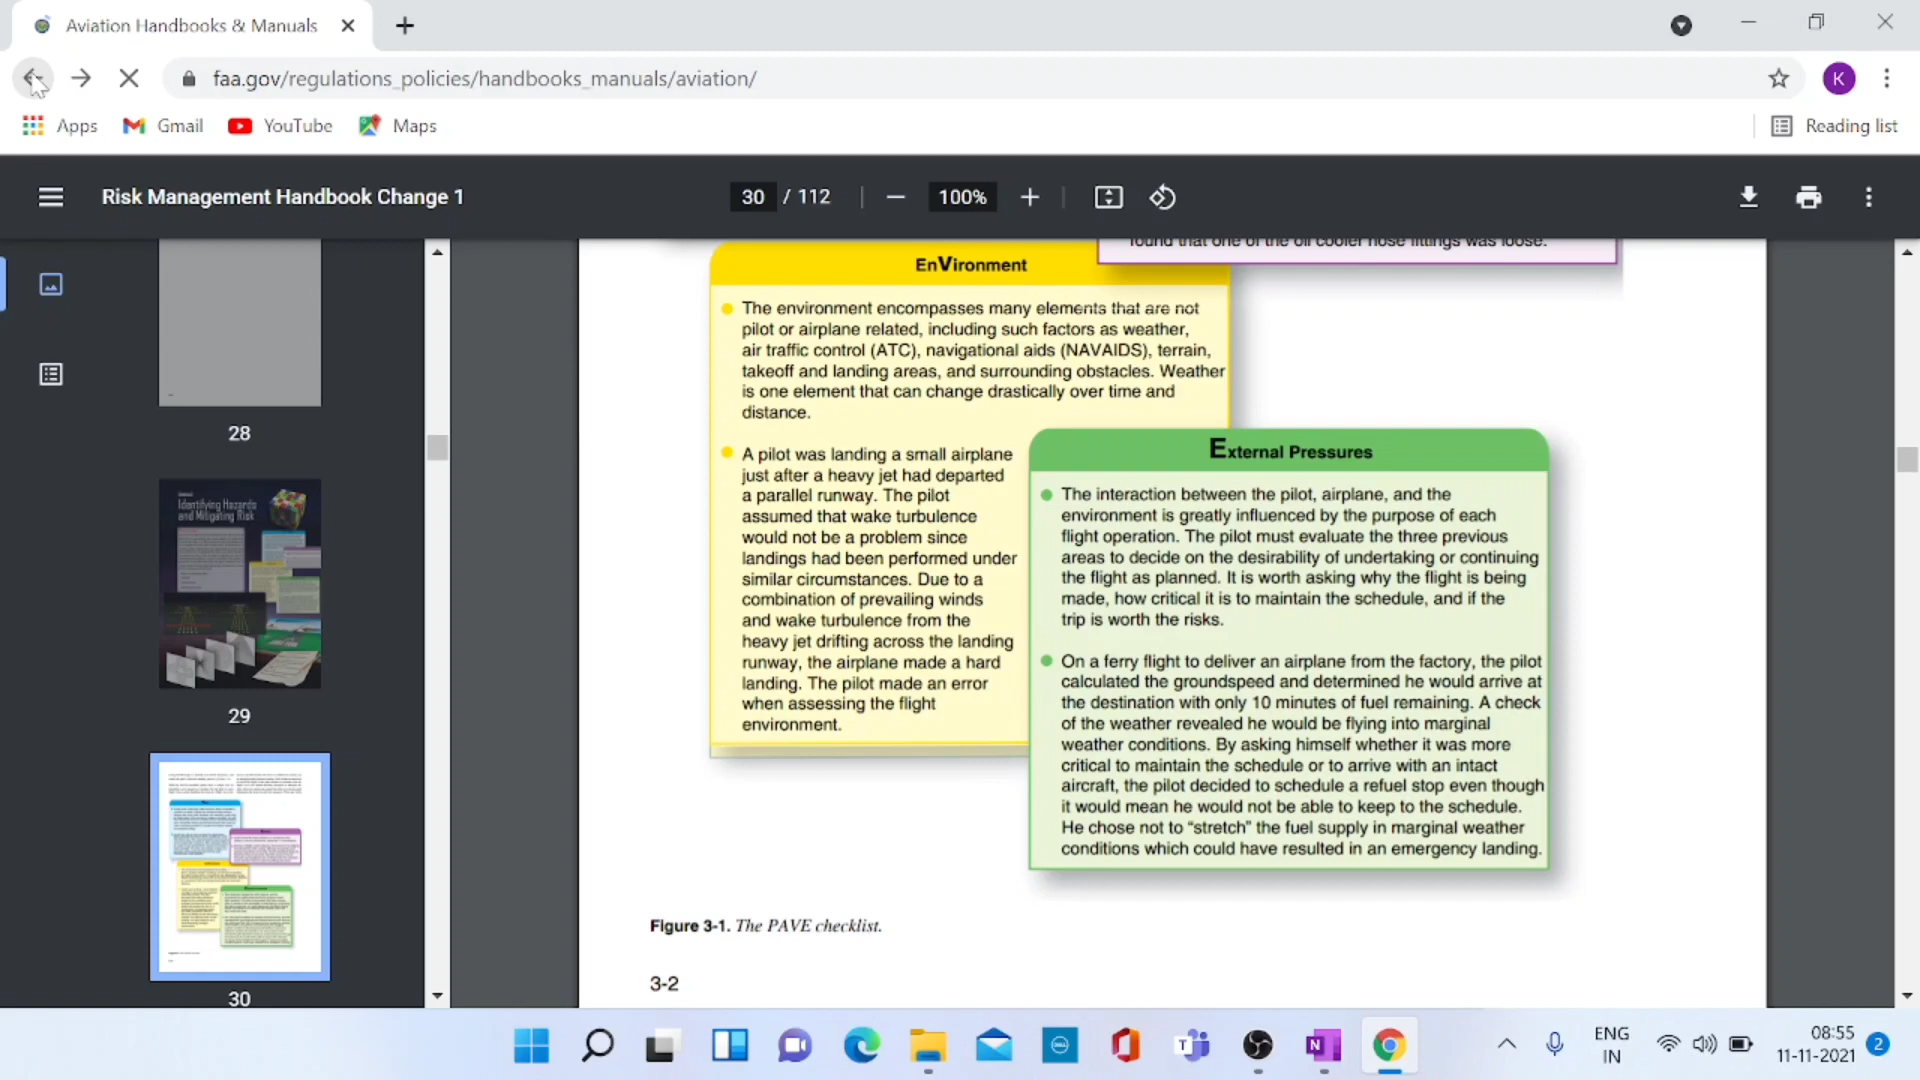 Aviation Handbooks & Manuals
faa.gov/regulations_policies/handbooks_manuals/aviation/
K
Apps
Gmail
YouTube
Maps
Reading list
Risk Management Handbook Change 1
30 / 112
100%
28
Identifying Hazards
and Mitigating Risk
29
30
found that one of the oil cooler hose fittings was loose.
EnVironment
The environment encompasses many elements that are not
pilot or airplane related, including such factors as weather,
air traffic control (ATC), navigational aids (NAVAIDS), terrain,
takeoff and landing areas, and surrounding obstacles. Weather
is one element that can change drastically over time and
distance.
A pilot was landing a small airplane
just after a heavy jet had departed
a parallel runway. The pilot
assumed that wake turbulence
would not be a problem since
landings had been performed under
similar circumstances. Due to a
combination of prevailing winds
and wake turbulence from the
heavy jet drifting across the landing
runway, the airplane made a hard
landing. The pilot made an error
when assessing the flight
environment.
External Pressures
The interaction between the pilot, airplane, and the
environment is greatly influenced by the purpose of each
flight operation. The pilot must evaluate the three previous
areas to decide on the desirability of undertaking or continuing
the flight as planned. It is worth asking why the flight is being
made, how critical it is to maintain the schedule, and if the
trip is worth the risks.
On a ferry flight to deliver an airplane from the factory, the pilot
calculated the groundspeed and determined he would arrive at
the destination with only 10 minutes of fuel remaining. A check
of the weather revealed he would be flying into marginal
weather conditions. By asking himself whether it was more
critical to maintain the schedule or to arrive with an intact
aircraft, the pilot decided to schedule a refuel stop even though
it would mean he would not be able to keep to the schedule.
He chose not to “stretch” the fuel supply in marginal weather
conditions which could have resulted in an emergency landing.
Figure 3-1. The PAVE checklist.
3-2
ENG
IN
08:55
11-11-2021
2